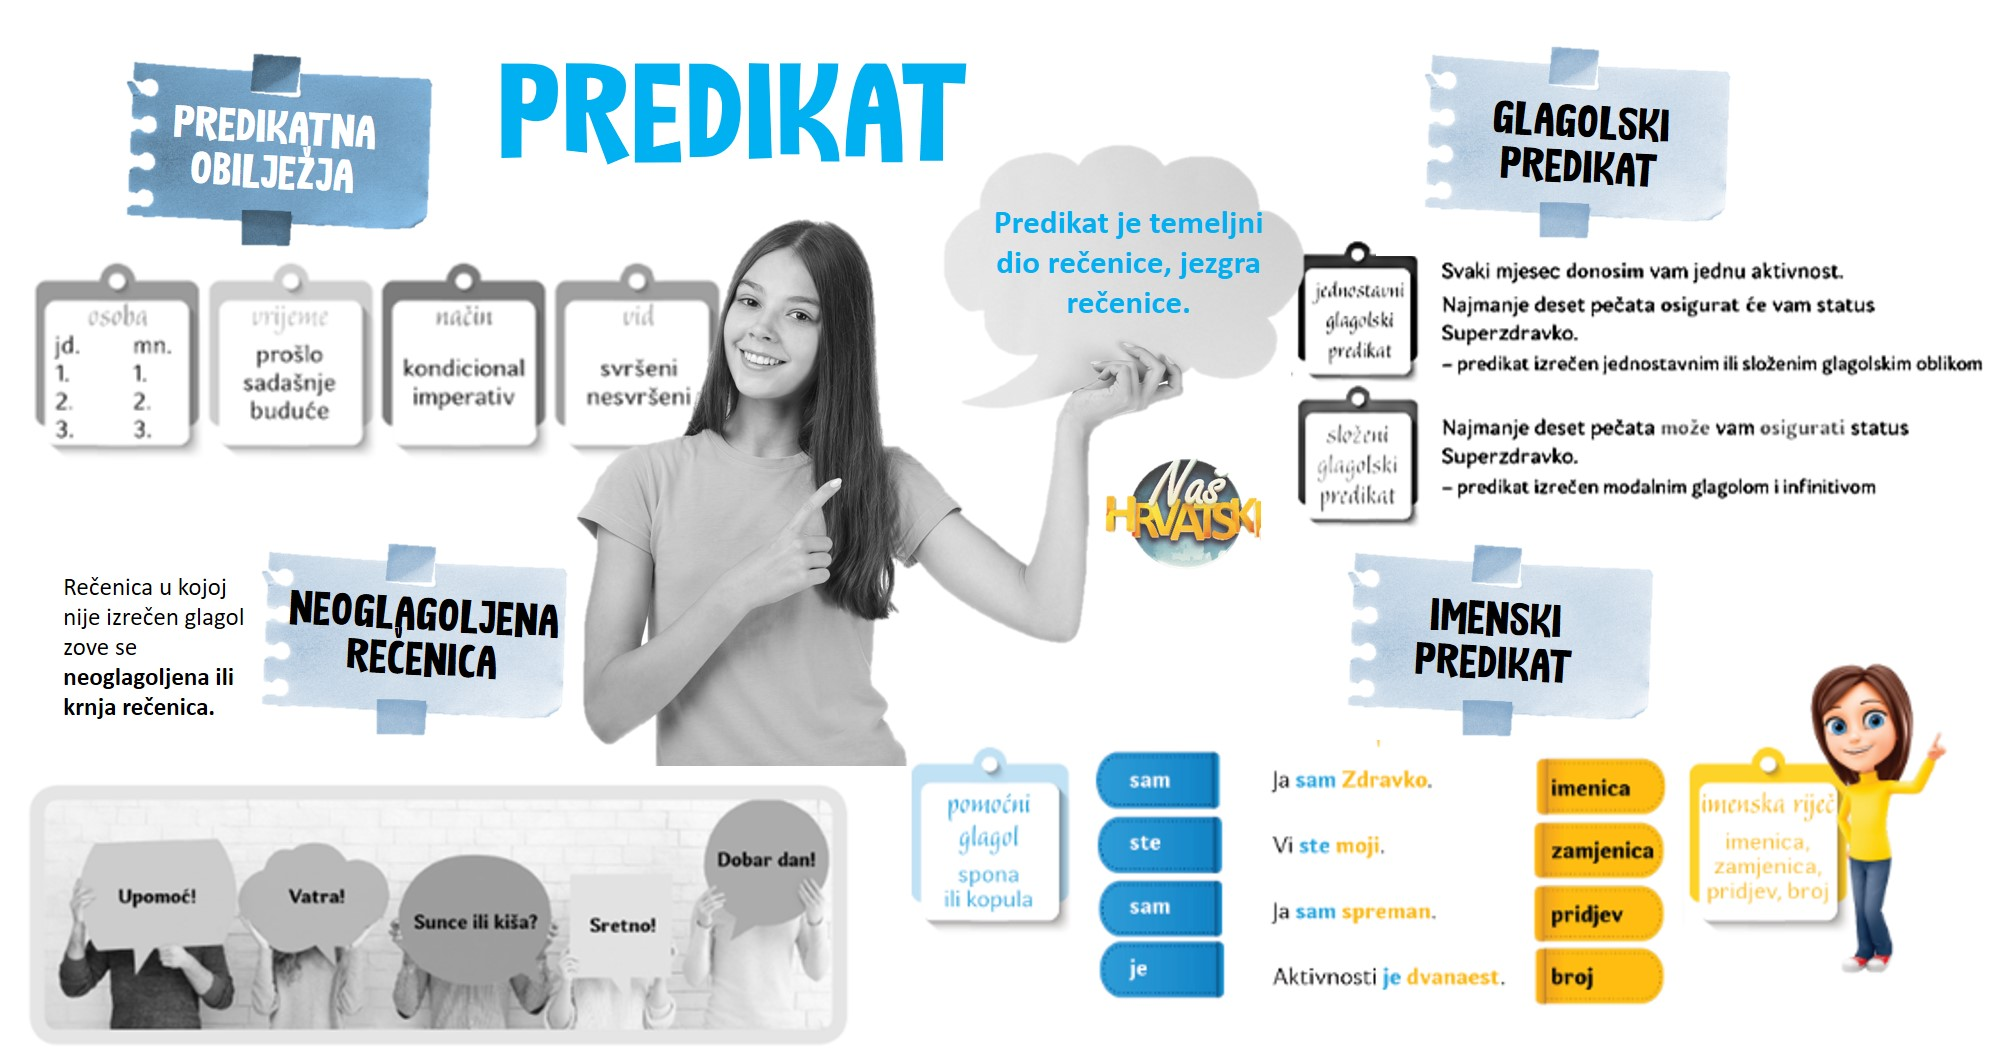 PREDIKAT
PREDIKATNA
OBILJEŽJA
osoba
jd. mn.
1. 1.
2. 2.
3. 3.
vrijeme
prošlo
sadašnje
buduće
način
kondicional
imperativ
vid
svršeni
nesvršeni
Predikat je temeljni
dio rečenice, jezgra
rečenice.
GLAGOLSKI
PREDIKAT
jednostavni
glagolski
predikat
Svaki mjesec donosim vam jednu aktivnost.
Najmanje deset pečata osigurat će vam status
Superzdravko.
– predikat izrečen jednostavnim ili složenim glagolskim oblikom
složeni
glagolski
predikat
Najmanje deset pečata može vam osigurati status
Superzdravko.
– predikat izrečen modalnim glagolom i infinitivom
Naš
HRVATSKI
Rečenica u kojoj
nije izrečen glagol
zove se
neoglagoljena ili
krnja rečenica.
NEOGLAGOLJENA
REČENICA
Upomoć!
Vatra!
Sunce ili kiša?
Sretno!
Dobar dan!
IMENSKI
PREDIKAT
pomoćni
glagol
spona
ili kopula
sam
Ja sam Zdravko.
imenica
ste
Vi ste moji.
zamjenica
sam
Ja sam spreman.
pridjev
je
Aktivnosti je dvanaest.
broj
imenska riječ
imenica,
zamjenica,
pridjev, broj